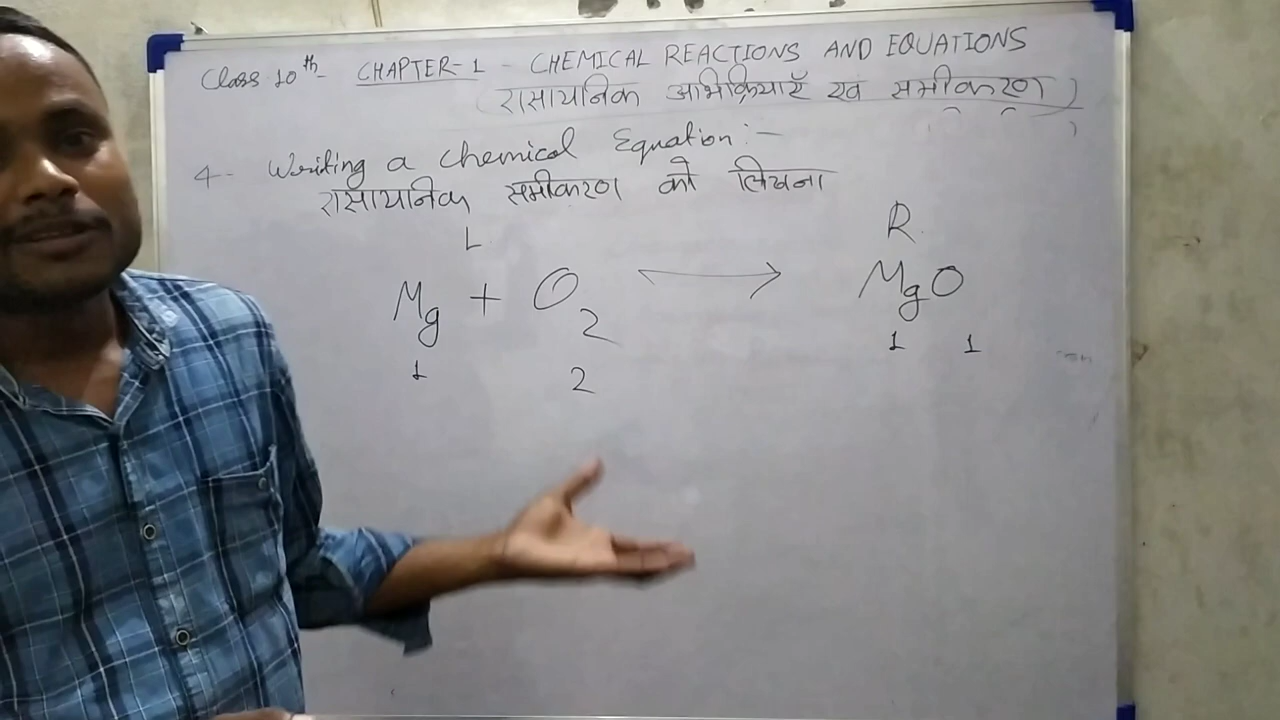 Class 10th - CHAPTER-1 - CHEMICAL REACTIONS AND EQUATIONS
(रासायनिक अभिक्रियाएँ एवं समीकरण)
4- Writing a Chemical Equation:-
रासायनिक समीकरण को लिखना
L R
Mg + O2 → MgO
1 2 1 1